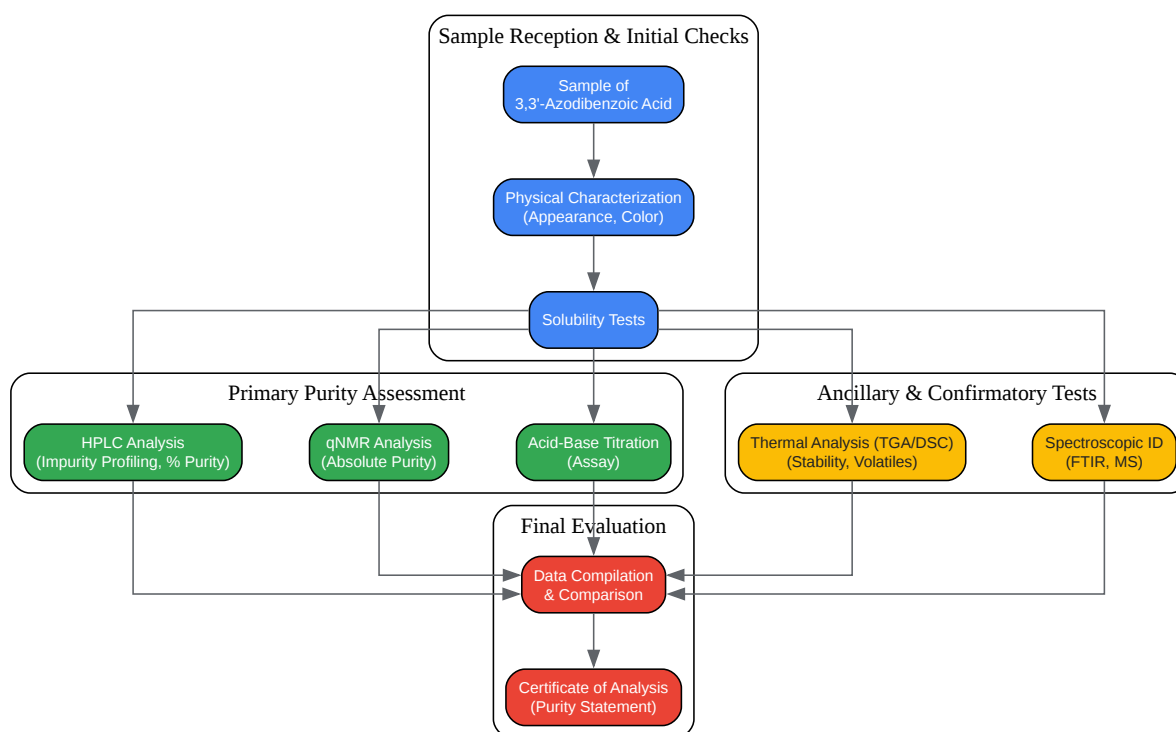 Sample Reception & Initial Checks
Sample of
3,3'-Azodibenzoic Acid
Physical Characterization
(Appearance, Color)
Solubility Tests
Primary Purity Assessment
Ancillary & Confirmatory Tests
HPLC Analysis
(Impurity Profiling, % Purity)
qNMR Analysis
(Absolute Purity)
Acid-Base Titration
(Assay)
Thermal Analysis (TGA/DSC)
(Stability, Volatiles)
Spectroscopic ID
(FTIR, MS)
Final Evaluation
Data Compilation
& Comparison
Certificate of Analysis
(Purity Statement)